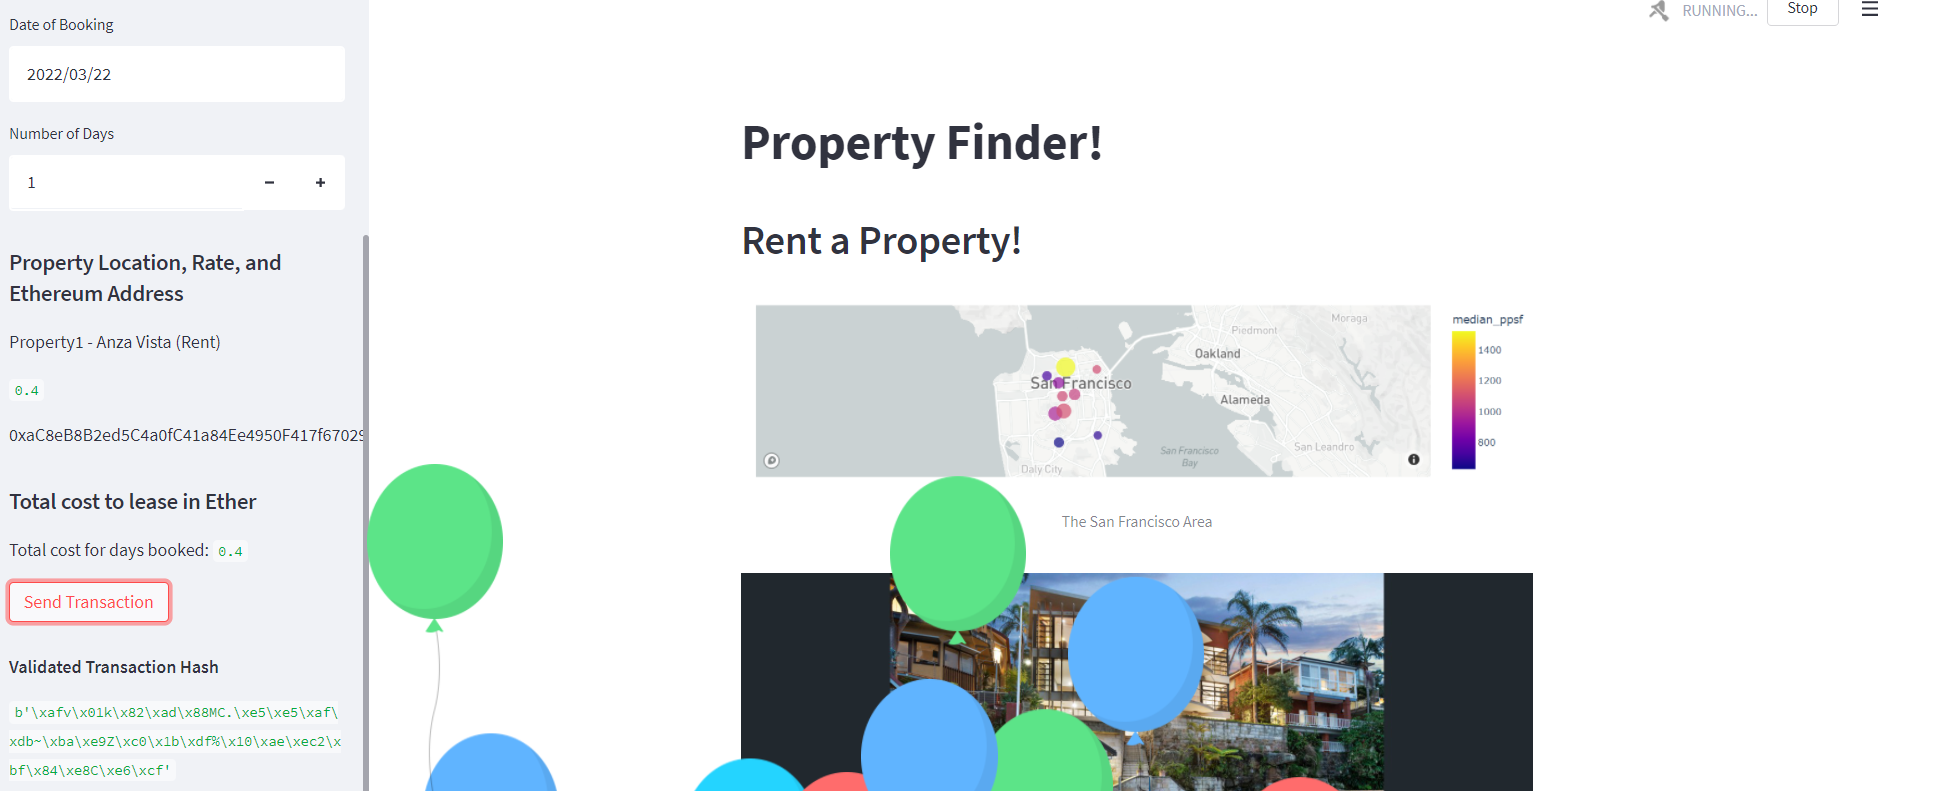 Date of Booking
2022/03/22
Number of Days
1
Property Location, Rate, and
Ethereum Address
Property1 - Anza Vista (Rent)
0.4
0xaC8eB8B2ed5C4a0fC41a84Ee4950F417f67029
Total cost to lease in Ether
Total cost for days booked: 0.4
Send Transaction
Validated Transaction Hash
b'\xafv\x01k\x82\xad\x88MC.\xe5\xe5\xaf\
xdb~\xba\xe9Z\xc0\x1b\xdf%\x10\xae\xec2\x
bf\x84\xe8C\xe6\xcf'
RUNNING...
Stop
Property Finder!
Rent a Property!
Moraga
Piedmont
Oakland
San Francisco
Alameda
San Leandro
San Francisco
Bay
Daly City
median_ppsf
1400
1200
1000
800
The San Francisco Area